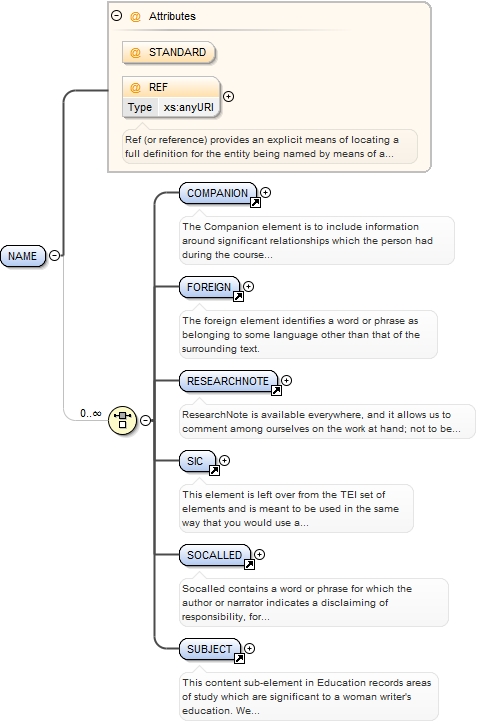 @ Attributes
@ STANDARD
@ REF
Type xs:anyURI
Ref (or reference) provides an explicit means of locating a
full definition for the entity being named by means of a...
NAME
0..∞
COMPANION
The Companion element is to include information
around significant relationships which the person had
during the course...
FOREIGN
The foreign element identifies a word or phrase as
belonging to some language other than that of the
surrounding text.
RESEARCHNOTE
ResearchNote is available everywhere, and it allows us to
comment among ourselves on the work at hand; not to be...
SIC
This element is left over from the TEI set of
elements and is meant to be used in the same
way that you would use a...
SOCALLED
Socalled contains a word or phrase for which the
author or narrator indicates a disclaiming of
responsibility, for...
SUBJECT
This content sub-element in Education records areas
of study which are significant to a woman writer's
education. We...